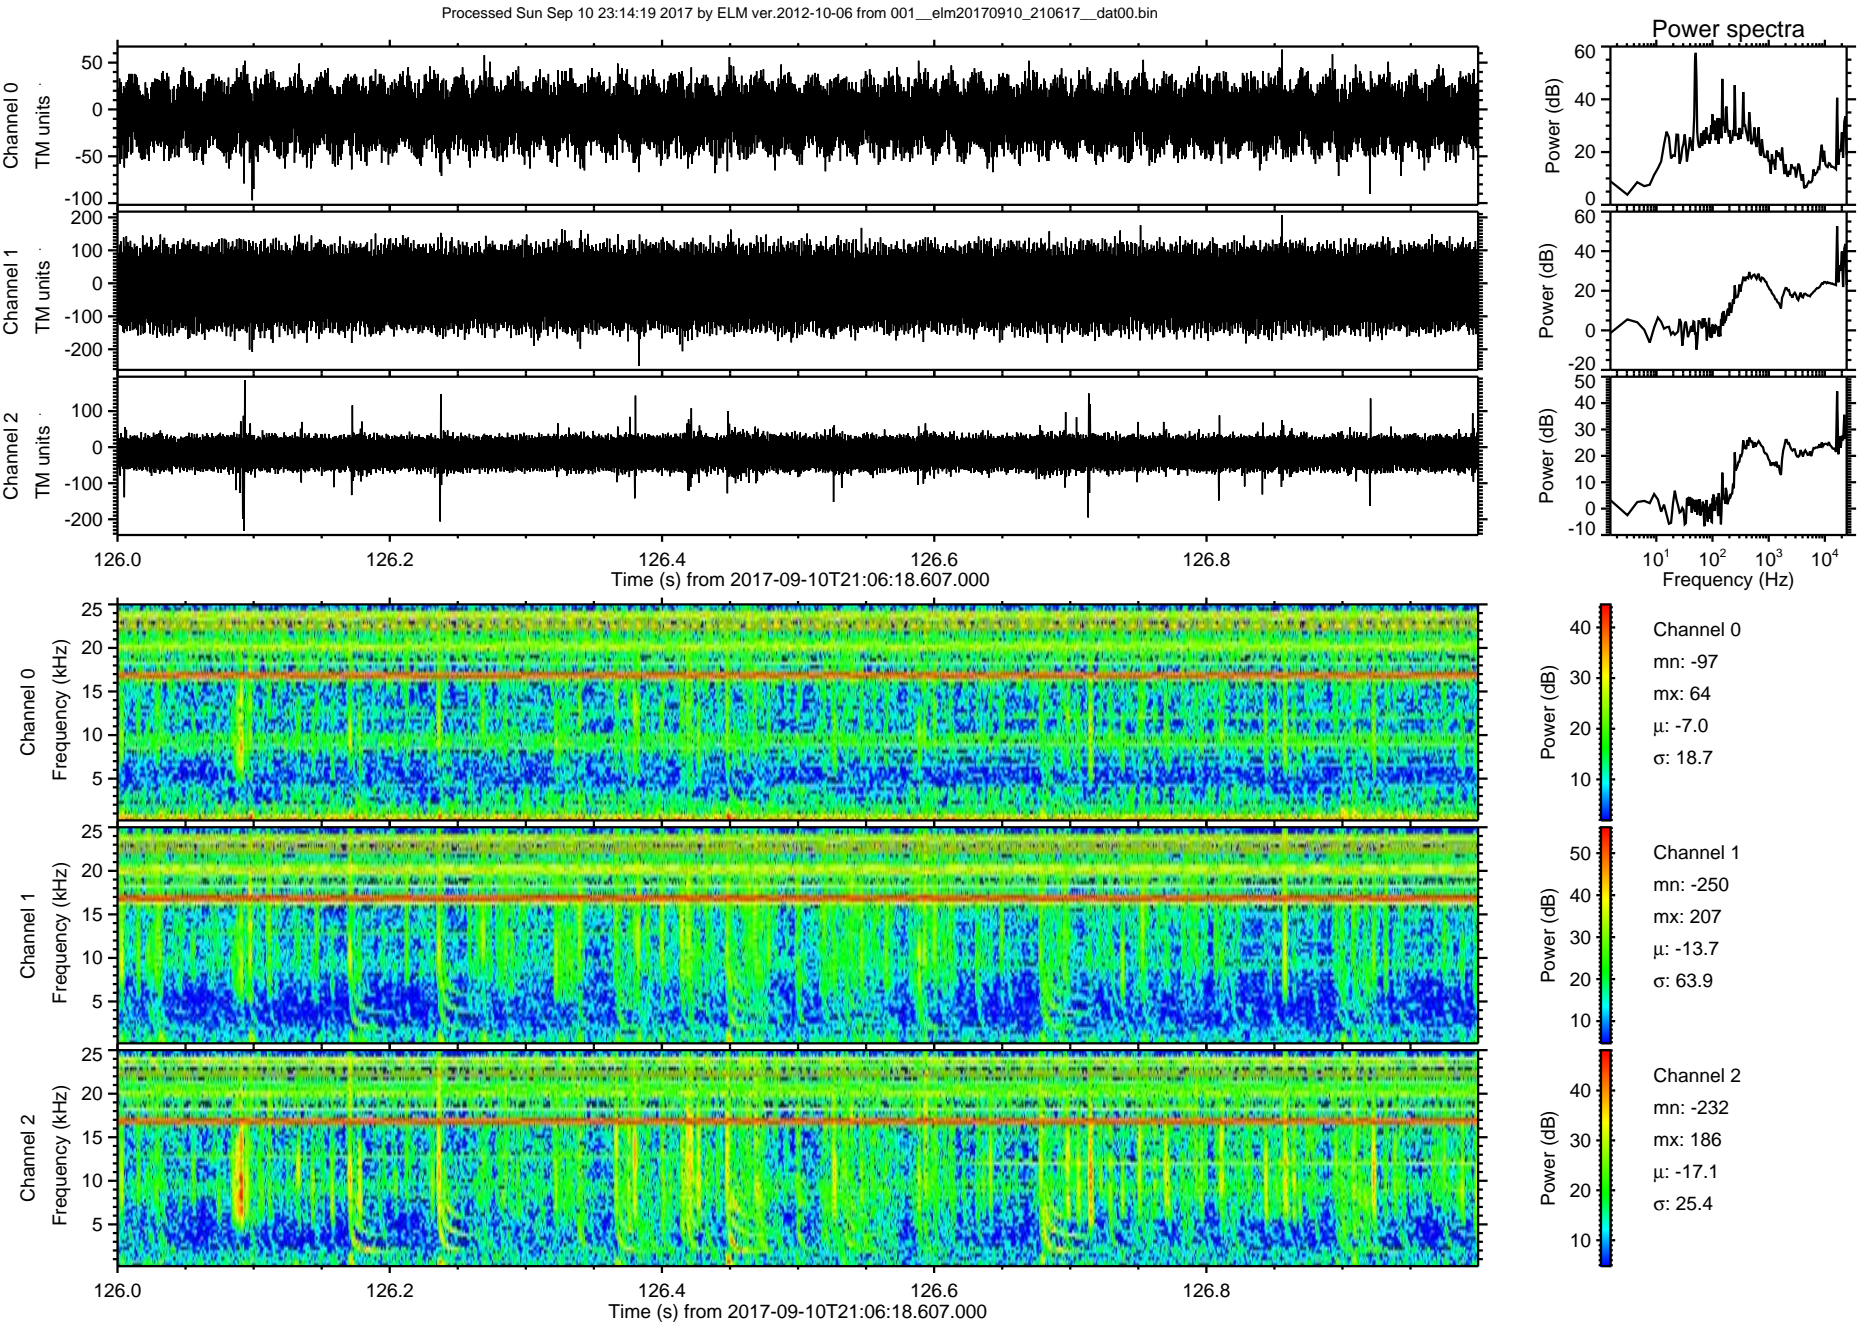 Processed Sun Sep 10 23:14:19 2017 by ELM ver.2012-10-06 from 001__elm20170910_210617__dat00.bin
Power spectra
Channel 0
TM units
50
0
-50
-100
Power (dB)
60
40
20
0
Channel 1
TM units
200
100
0
-100
-200
Power (dB)
60
40
20
0
-20
Channel 2
TM units
100
0
-100
-200
Power (dB)
50
40
30
20
10
0
-10
126.0 126.2 126.4 126.6 126.8
Time (s) from 2017-09-10T21:06:18.607.000
10¹ 10² 10³ 10⁴
Frequency (Hz)
Channel 0
Frequency (kHz)
25
20
15
10
5
Power (dB)
40
30
20
10
Channel 0
mn: -97
mx: 64
μ: -7.0
σ: 18.7
Channel 1
Frequency (kHz)
25
20
15
10
5
Power (dB)
50
40
30
20
10
Channel 1
mn: -250
mx: 207
μ: -13.7
σ: 63.9
Channel 2
Frequency (kHz)
25
20
15
10
5
Power (dB)
40
30
20
10
Channel 2
mn: -232
mx: 186
μ: -17.1
σ: 25.4
126.0 126.2 126.4 126.6 126.8
Time (s) from 2017-09-10T21:06:18.607.000